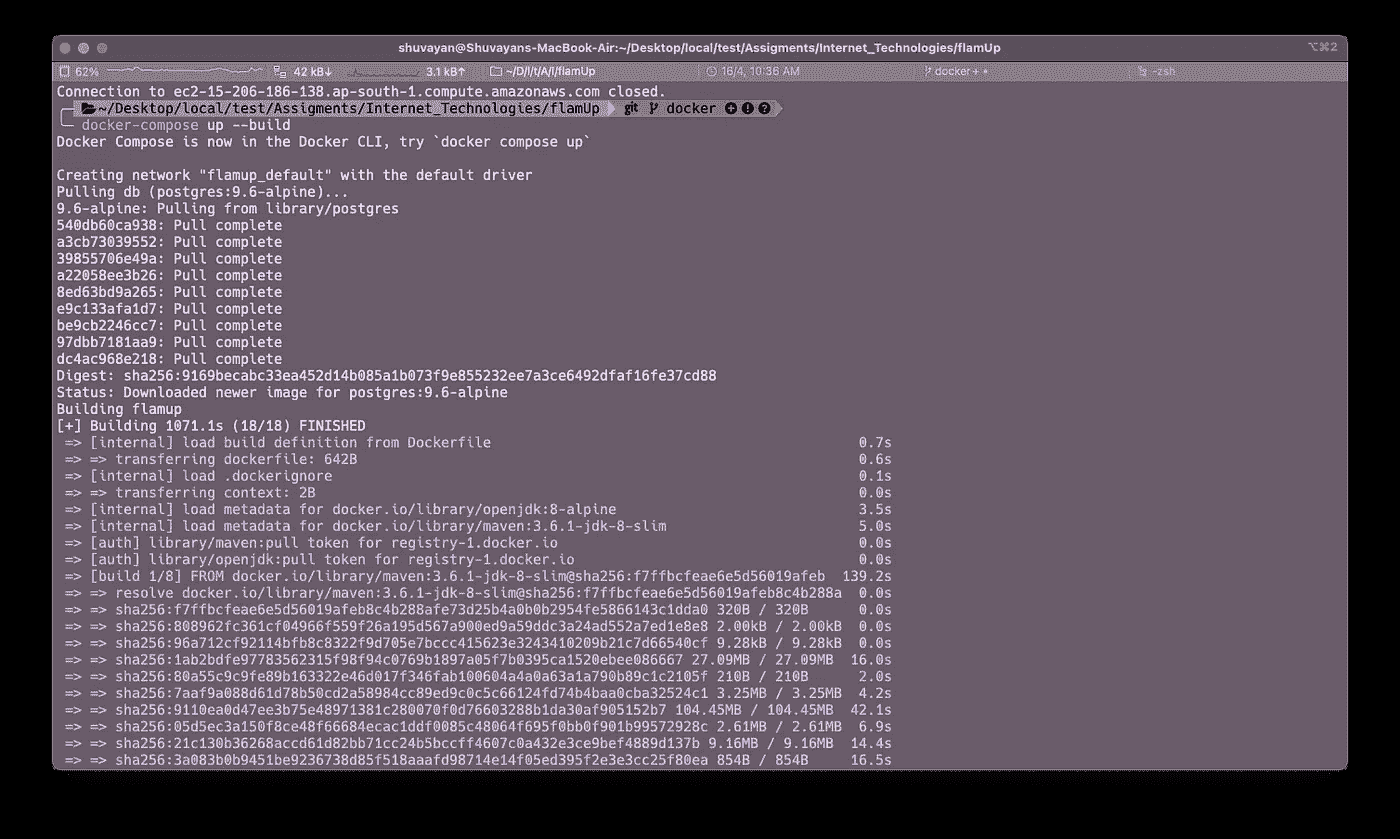 shuvayan@Shuvayans-MacBook-Air:~/Desktop/local/test/Assigments/Internet_Technologies/flamUp ⌥⌘2
62% 42 kB↓ 3.1 kB↑ ~/D/l/t/A/I/flamUp 16/4, 10:36 AM docker+• -zsh
Connection to ec2-15-206-186-138.ap-south-1.compute.amazonaws.com closed.
~/Desktop/local/test/Assigments/Internet_Technologies/flamUp git docker
docker-compose up --build
Docker Compose is now in the Docker CLI, try `docker compose up`
Creating network "flamup_default" with the default driver
Pulling db (postgres:9.6-alpine)...
9.6-alpine: Pulling from library/postgres
540db60ca938: Pull complete
a3cb73039552: Pull complete
39855706e49a: Pull complete
a22058ee3b26: Pull complete
8ed63bd9a265: Pull complete
e9c133afa1d7: Pull complete
be9cb2246cc7: Pull complete
97dbb7181aa9: Pull complete
dc4ac968e218: Pull complete
Digest: sha256:9169becabc33ea452d14b085a1b073f9e855232ee7a3ce6492dfaf16fe37cd88
Status: Downloaded newer image for postgres:9.6-alpine
Building flamup
[+] Building 1071.1s (18/18) FINISHED
=> [internal] load build definition from Dockerfile 0.7s
=> => transferring dockerfile: 642B 0.6s
=> [internal] load .dockerignore 0.1s
=> => transferring context: 2B 0.0s
=> [internal] load metadata for docker.io/library/openjdk:8-alpine 3.5s
=> [internal] load metadata for docker.io/library/maven:3.6.1-jdk-8-slim 5.0s
=> [auth] library/maven:pull token for registry-1.docker.io 0.0s
=> [auth] library/openjdk:pull token for registry-1.docker.io 0.0s
=> [build 1/8] FROM docker.io/library/maven:3.6.1-jdk-8-slim@sha256:f7ffbcfeae6e5d56019afeb 139.2s
=> => resolve docker.io/library/maven:3.6.1-jdk-8-slim@sha256:f7ffbcfeae6e5d56019afeb8c4b288a 0.0s
=> => sha256:f7ffbcfeae6e5d56019afeb8c4b288afe73d25b4a0b0b2954fe5866143c1dda0 320B / 320B 0.0s
=> => sha256:808962fc361cf04966f559f26a195d567a900ed9a59ddc3a24ad552a7ed1e8e8 2.00kB / 2.00kB 0.0s
=> => sha256:96a712cf92114bfb8c8322f9d705e7bccc415623e3243410209b21c7d66540cf 9.28kB / 9.28kB 0.0s
=> => sha256:1ab2bdfe97783562315f98f94c0769b1897a05f7b0395ca1520ebee086667 27.09MB / 27.09MB 16.0s
=> => sha256:80a55c9c9fe89b163322e46d017f346fab100604a4a0a63a1a790b89c1c2105f 210B / 210B 2.0s
=> => sha256:7aaf9a088d61d78b50cd2a58984cc89ed9c0c5c66124fd74b4baa0cba32524c1 3.25MB / 3.25MB 4.2s
=> => sha256:9110ea0d47ee3b75e48971381c280070f0d76603288b1da30af905152b7 104.45MB / 104.45MB 42.1s
=> => sha256:05d5ec3a150f8ce48f66684ecac1ddf0085c48064f695f0bb0f901b99572928c 2.61MB / 2.61MB 6.9s
=> => sha256:21c130b36268accd61d82bb71cc24b5bccff4607c0a432e3ce9bef4889d137b 9.16MB / 9.16MB 14.4s
=> => sha256:3a083b0b9451be9236738d85f518aaafd98714e14f05ed395f2e3e3cc25f80ea 854B / 854B 16.5s